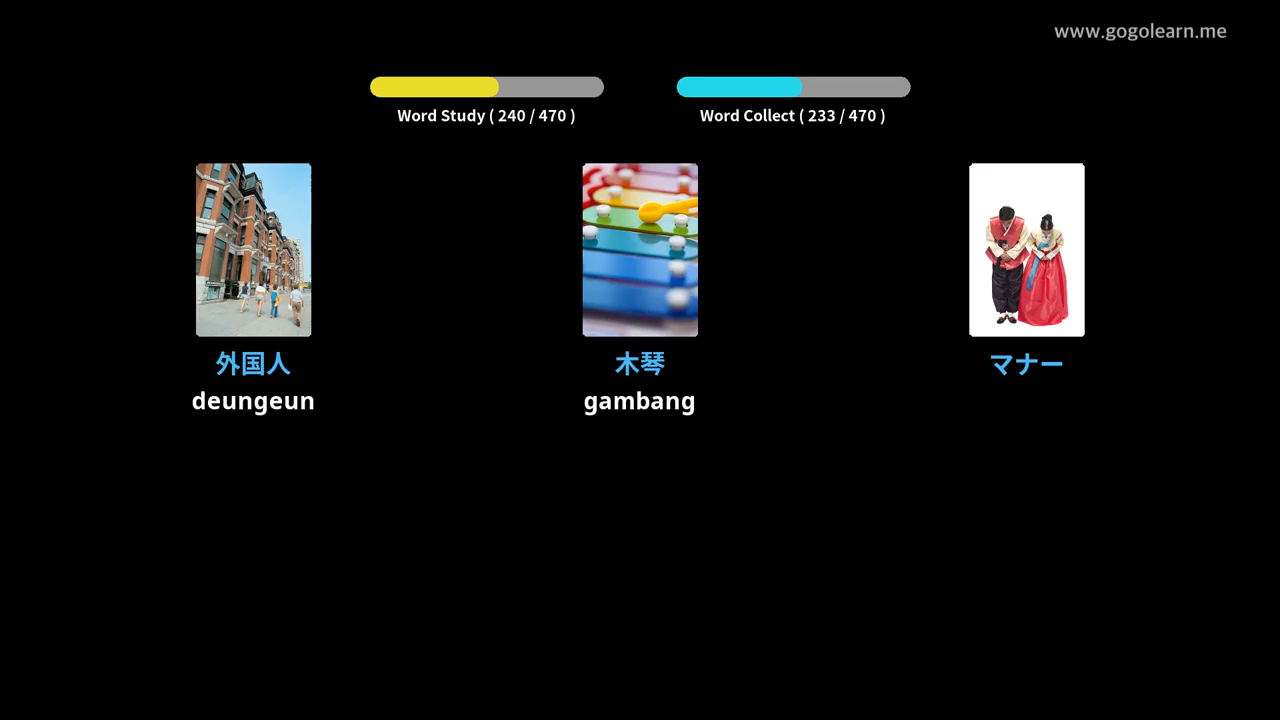 www.gogolearn.me
Word Study ( 240 / 470 )
Word Collect ( 233 / 470 )
外国人
木琴
マナー
deungeun
gambang